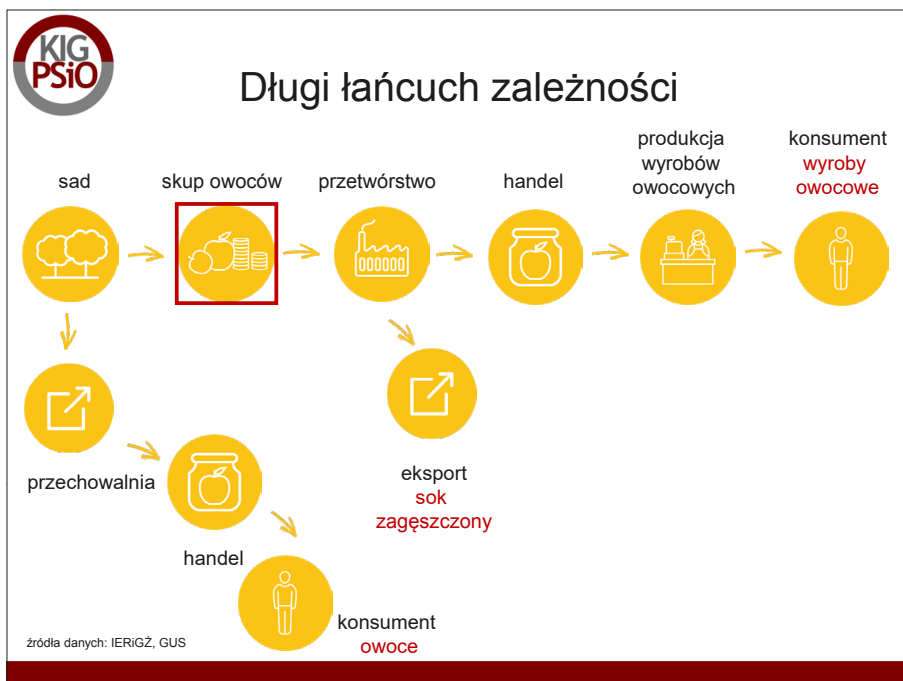 KIG
PSiO
Długi łańcuch zależności
sad
skup owoców
przetwórstwo
handel
produkcja
wyrobów
owocowych
konsument
wyroby
owocowe
przechowalnia
handel
konsument
owoce
eksport
sok
zagęszczony
źródła danych: IERiGŻ, GUS